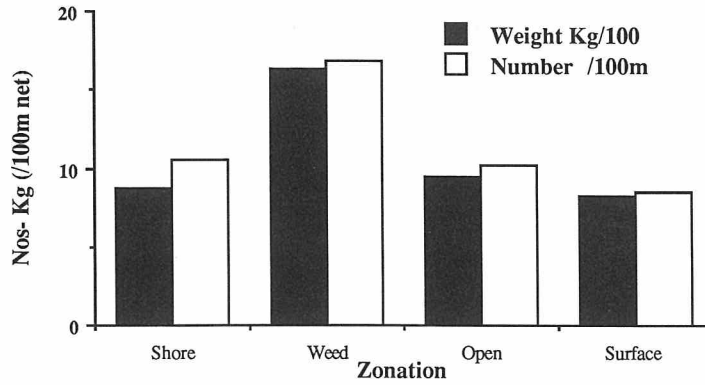 20
10
0
Nos- Kg (/100m net)
Weight Kg/100
Number /100m
Shore Weed Open Surface
Zonation